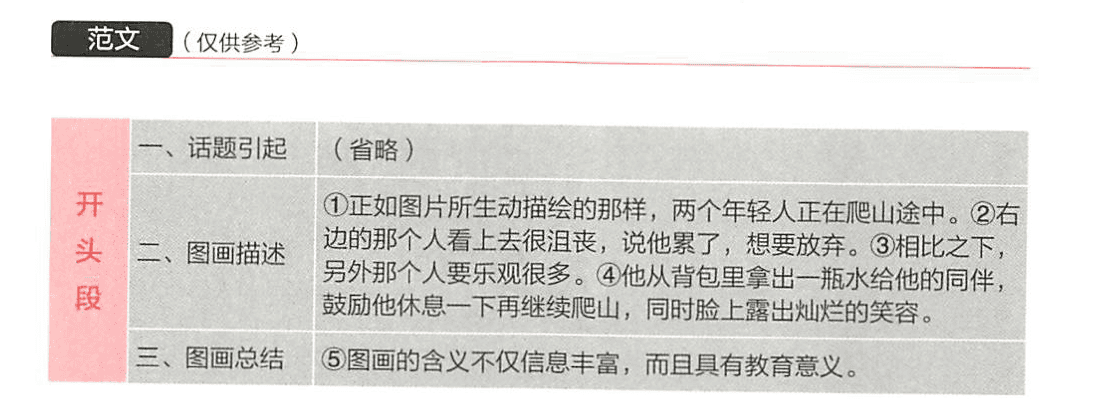 范文（仅供参考）
开头段
一、话题引起
（省略）
二、图画描述
①正如图片所生动描绘的那样，两个年轻人正在爬山途中。②右
边的那个人看上去很沮丧，说他累了，想要放弃。③相比之下，
另外那个人要乐观很多。④他从背包里拿出一瓶水给他的同伴，
鼓励他休息一下再继续爬山，同时脸上露出灿烂的笑容。
三、图画总结
⑤图画的含义不仅信息丰富，而且具有教育意义。